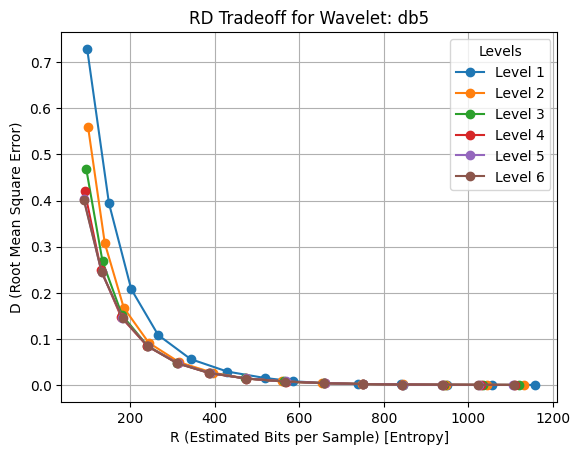 RD Tradeoff for Wavelet: db5
D (Root Mean Square Error)
0.7
0.6
0.5
0.4
0.3
0.2
0.1
0.0
Levels
Level 1
Level 2
Level 3
Level 4
Level 5
Level 6
200
400
600
800
1000
1200
R (Estimated Bits per Sample) [Entropy]